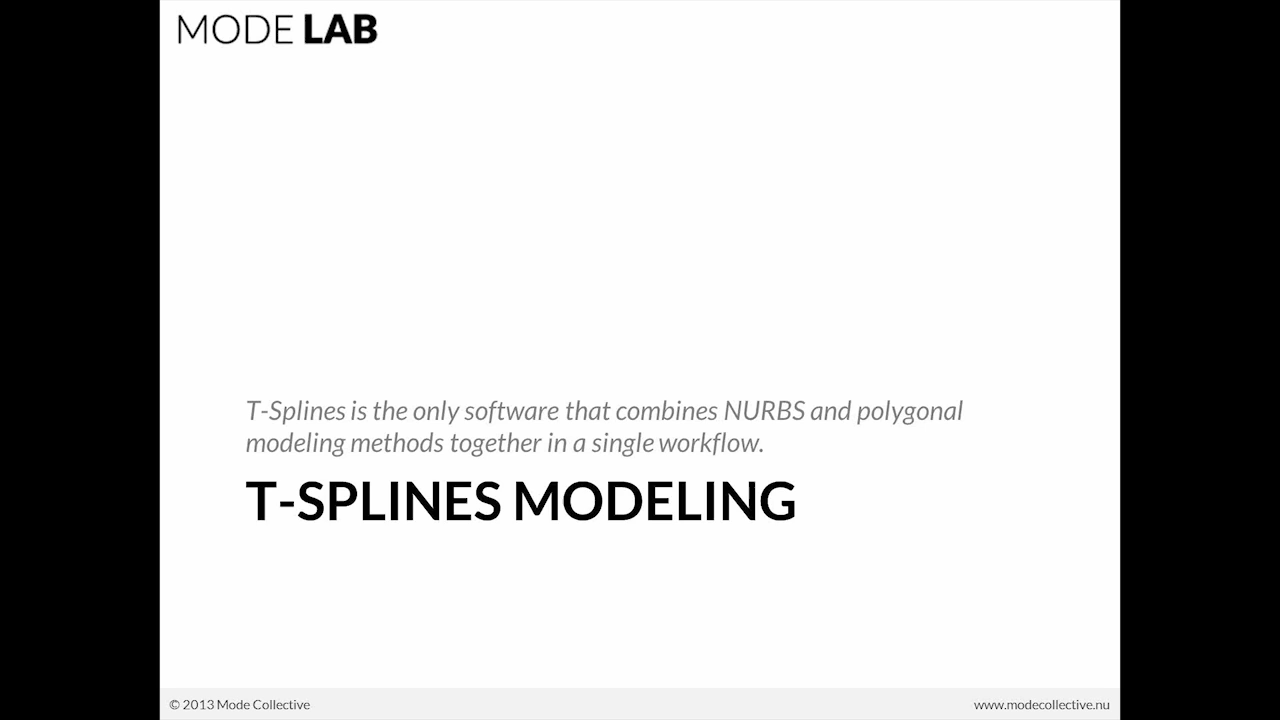 MODE LAB
T-Splines is the only software that combines NURBS and polygonal
modeling methods together in a single workflow.
T-SPLINES MODELING
© 2013 Mode Collective
www.modecollective.nu